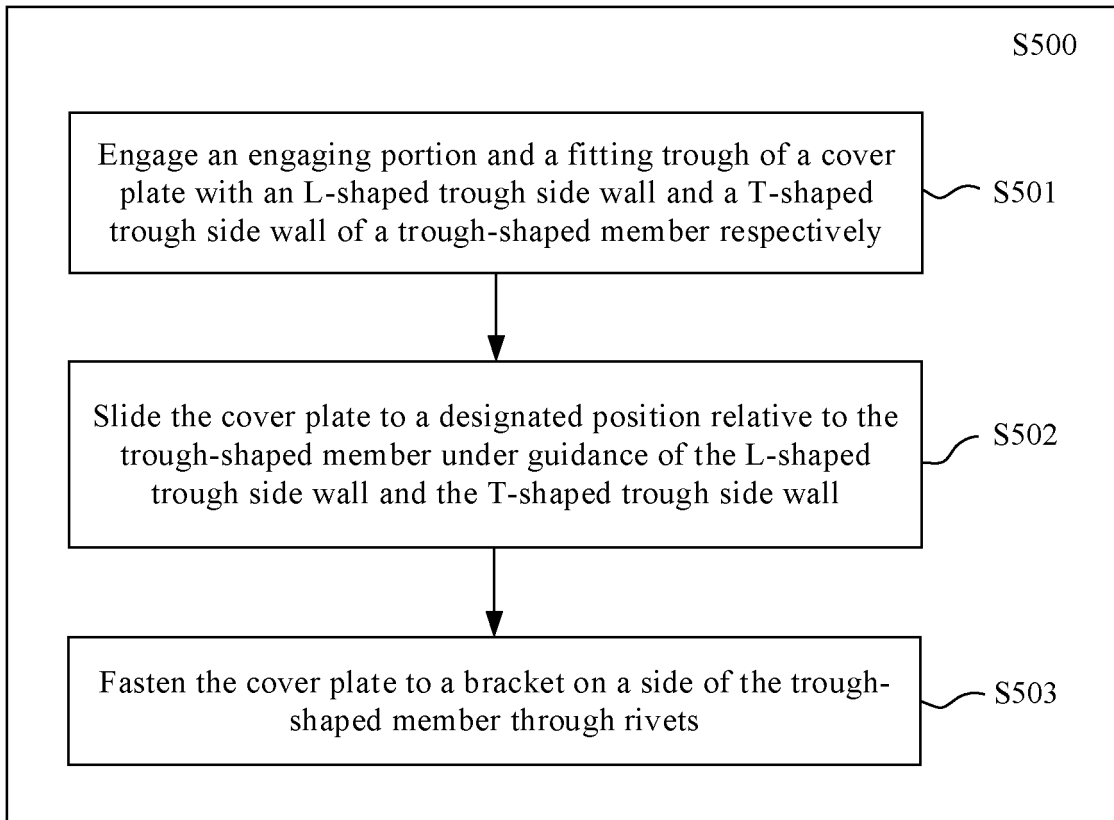 S500
Engage an engaging portion and a fitting trough of a cover
plate with an L-shaped trough side wall and a T-shaped
trough side wall of a trough-shaped member respectively
S501
Slide the cover plate to a designated position relative to the
trough-shaped member under guidance of the L-shaped
trough side wall and the T-shaped trough side wall
S502
Fasten the cover plate to a bracket on a side of the trough-
shaped member through rivets
S503